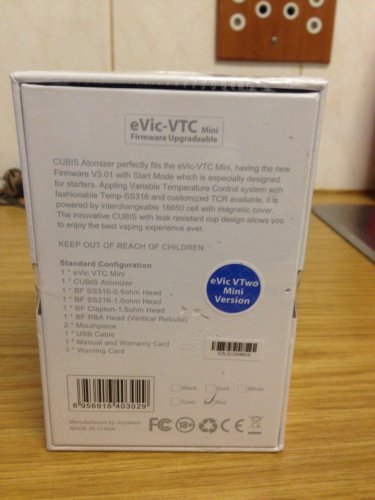 eVic-VTC Mini
Firmware Upgradeable
CUBIS Atomizer perfectly fits the eVic-VTC Mini, having the new
Firmware V3.01 with Start Mode which is especially designed
for starters. Appling Variable Temperature Control system with
fashionable Temp-SS316 and customized TCR available, it is
powered by interchangeable 18650 cell with magnetic cover.
The innovative CUBIS with leak resistant cup design allows you
to enjoy the best vaping experience ever.
KEEP OUT OF REACH OF CHILDREN.
Standard Configuration
1 * eVic VTC Mini
1 * CUBIS Atomizer
1 * BF SS316-0.5ohm Head
1 * BF SS316-1.0ohm Head
1 * BF Clapton-1.5ohm Head
1 * BF RBA Head (Vertical Rebuild)
2 * Mouthpiece
1 * USB Cable
1 * Manual and Warranty Card
1 * Warning Card
eVic VTwo
Mini
Version
6 956916 403029
Black Gold White
Cyan Red
Manufactured by Joyetech
MADE IN CHINA
FC 18+ CE